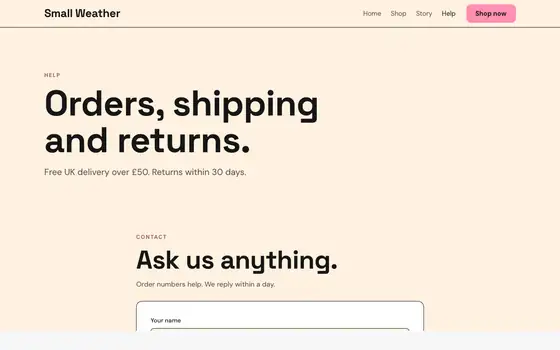 Small Weather
Home Shop Story Help Shop now
HELP
Orders, shipping
and returns.
Free UK delivery over £50. Returns within 30 days.
CONTACT
Ask us anything.
Order numbers help. We reply within a day.
Your name